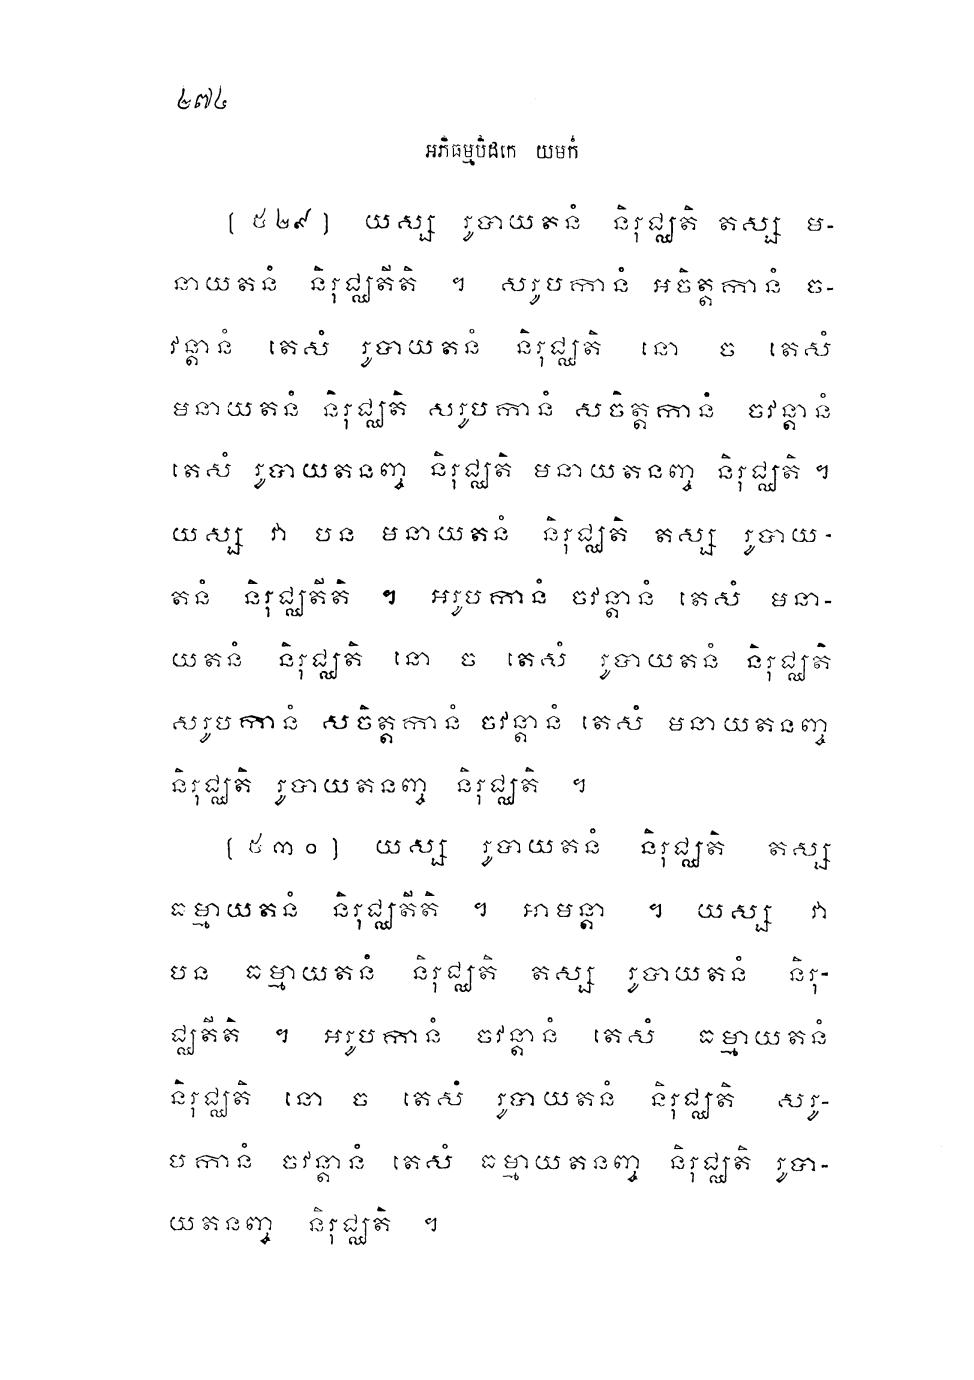 ២៧៤
អភិធម្មបិដកេ យមកំ
(៥២៩) យស្ស រូបាយតនំ និរុជ្ឈតិ តស្ស ម-
នាយតនំ និរុជ្ឈតីតិ ។ សរូបកានំ អចិត្តកានំ ច-
វន្តានំ តេសំ រូបាយតនំ និរុជ្ឈតិ នោ ច តេសំ
មនាយតនំ និរុជ្ឈតិ សរូបកានំ សចិត្តកានំ ចវន្តានំ
តេសំ រូបាយតនញ្ច និរុជ្ឈតិ មនាយតនញ្ច និរុជ្ឈតិ ។
យស្ស វា បន មនាយតនំ និរុជ្ឈតិ តស្ស រូបាយ-
តនំ និរុជ្ឈតីតិ ។ អរូបកានំ ចវន្តានំ តេសំ មនា-
យតនំ និរុជ្ឈតិ នោ ច តេសំ រូបាយតនំ និរុជ្ឈតិ
សរូបកានំ សចិត្តកានំ ចវន្តានំ តេសំ មនាយតនញ្ច
និរុជ្ឈតិ រូបាយតនញ្ច និរុជ្ឈតិ ។
(៥៣០) យស្ស រូបាយតនំ និរុជ្ឈតិ តស្ស
ធម្មាយតនំ និរុជ្ឈតីតិ ។ អាមន្តា ។ យស្ស វា
បន ធម្មាយតនំ និរុជ្ឈតិ តស្ស រូបាយតនំ និរុ-
ជ្ឈតីតិ ។ អរូបកានំ ចវន្តានំ តេសំ ធម្មាយតនំ
និរុជ្ឈតិ នោ ច តេសំ រូបាយតនំ និរុជ្ឈតិ សរូ-
បកានំ ចវន្តានំ តេសំ ធម្មាយតនញ្ច និរុជ្ឈតិ រូបា-
យតនញ្ច និរុជ្ឈតិ ។